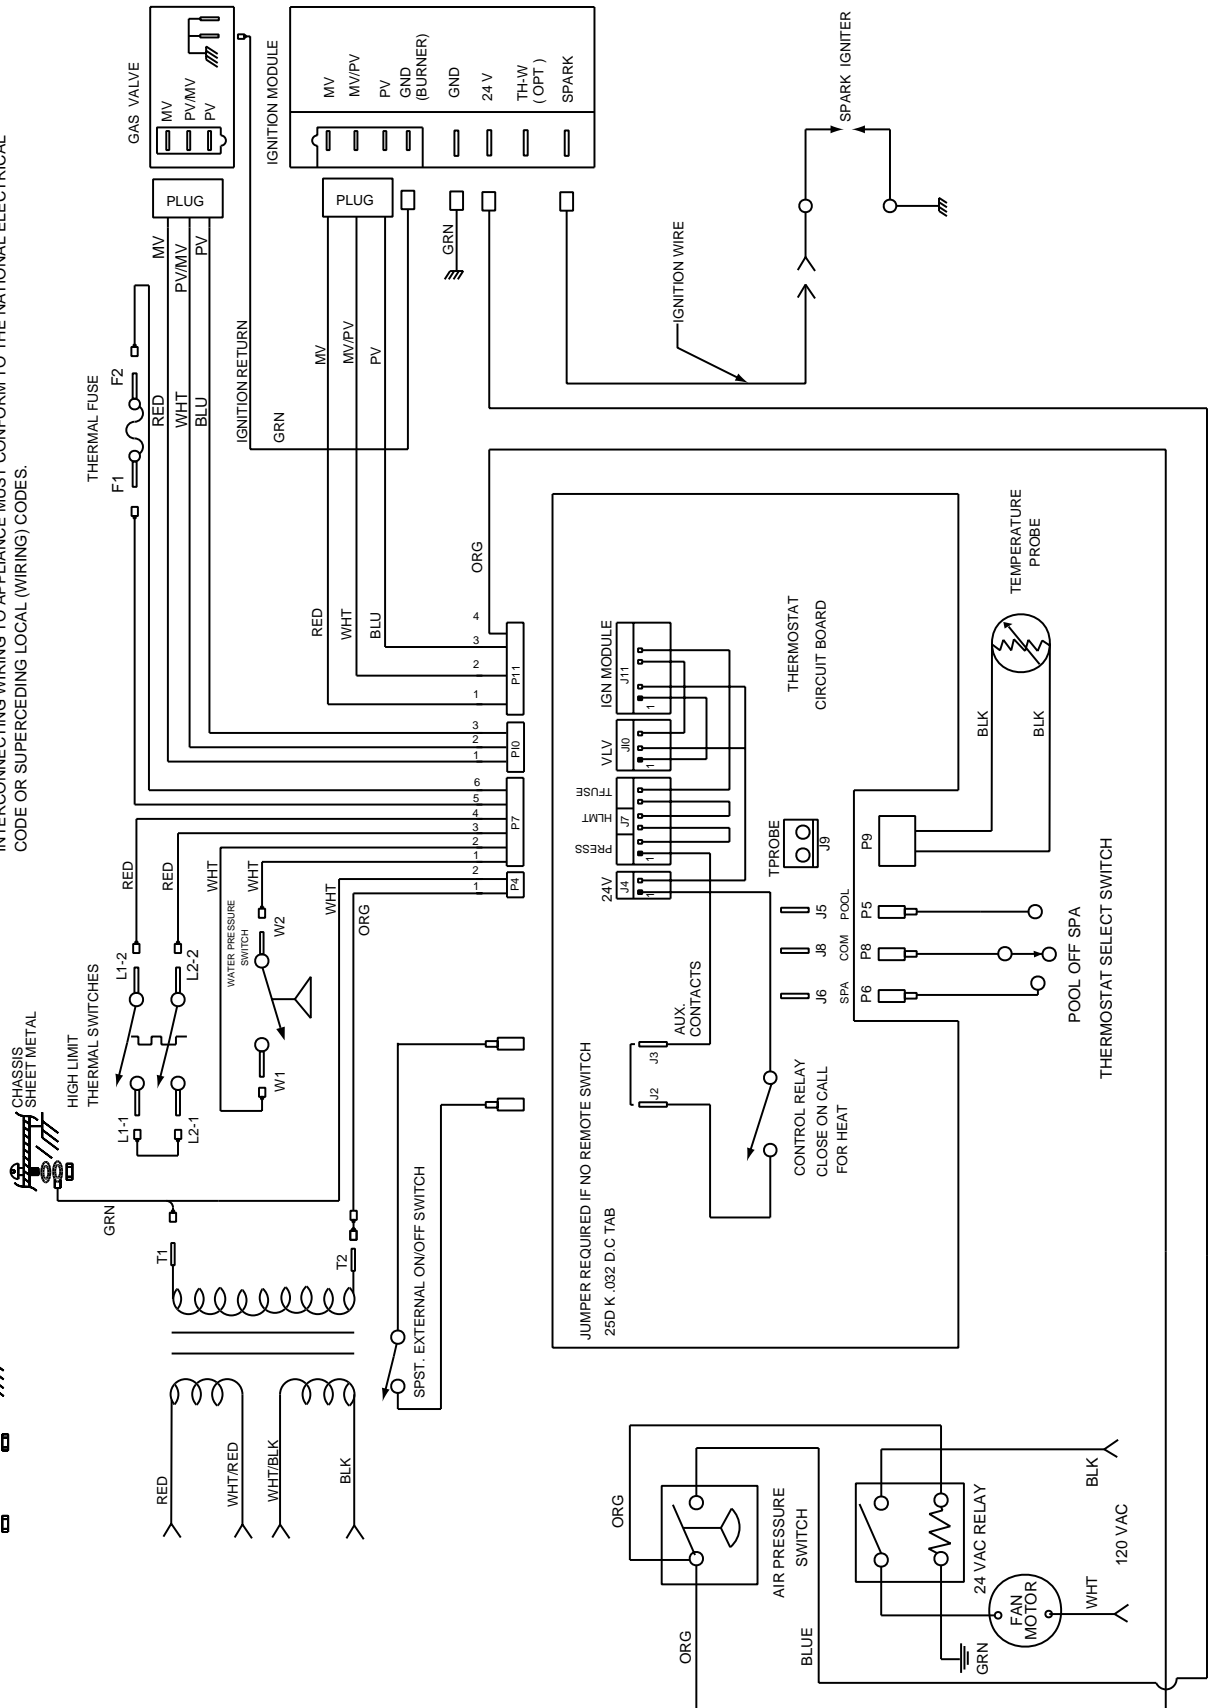 INTERCONNECTING WIRING TO APPLIANCE MUST CONFORM TO THE NATIONAL ELECTRICAL
CODE OR SUPERCEDING LOCAL (WIRING) CODES.
GAS VALVE
MV
PV/MV
PV
PLUG
MV
PV/MV
PV
RED
WHT
BLU
THERMAL FUSE
F1
F2
IGNITION MODULE
MV
MV/PV
PV
GND
(BURNER)
GND
24 V
TH-W
( OPT )
SPARK
PLUG
GRN
MV
MV/PV
PV
IGNITION RETURN
GRN
IGNITION WIRE
SPARK IGNITER
CHASSIS
SHEET METAL
HIGH LIMIT
THERMAL SWITCHES
L1-1
L1-2
L2-1
L2-2
RED
RED
WHT
WHT
WATER PRESSURE
SWITCH
W1
W2
WHT
ORG
GRN
T1
T2
RED
WHT/RED
WHT/BLK
BLK
SPST. EXTERNAL ON/OFF SWITCH
RED
WHT
BLU
ORG
1
2
P4
1
2
3
4
5
6
P7
1
2
3
P10
1
2
3
4
P11
JUMPER REQUIRED IF NO REMOTE SWITCH
25D K .032 D.C TAB
24V
J4
1
PRESS
HLMT
TFUSE
J7
1
VLV
J10
1
IGN MODULE
J11
1
J2
J3
AUX.
CONTACTS
CONTROL RELAY
CLOSE ON CALL
FOR HEAT
THERMOSTAT
CIRCUIT BOARD
TPROBE
J9
J6
J8
J5
SPA
COM
POOL
P6
P8
P5
P9
BLK
BLK
TEMPERATURE
PROBE
POOL OFF SPA
THERMOSTAT SELECT SWITCH
ORG
ORG
AIR PRESSURE
SWITCH
BLUE
24 VAC RELAY
GRN
FAN
MOTOR
WHT
BLK
120 VAC